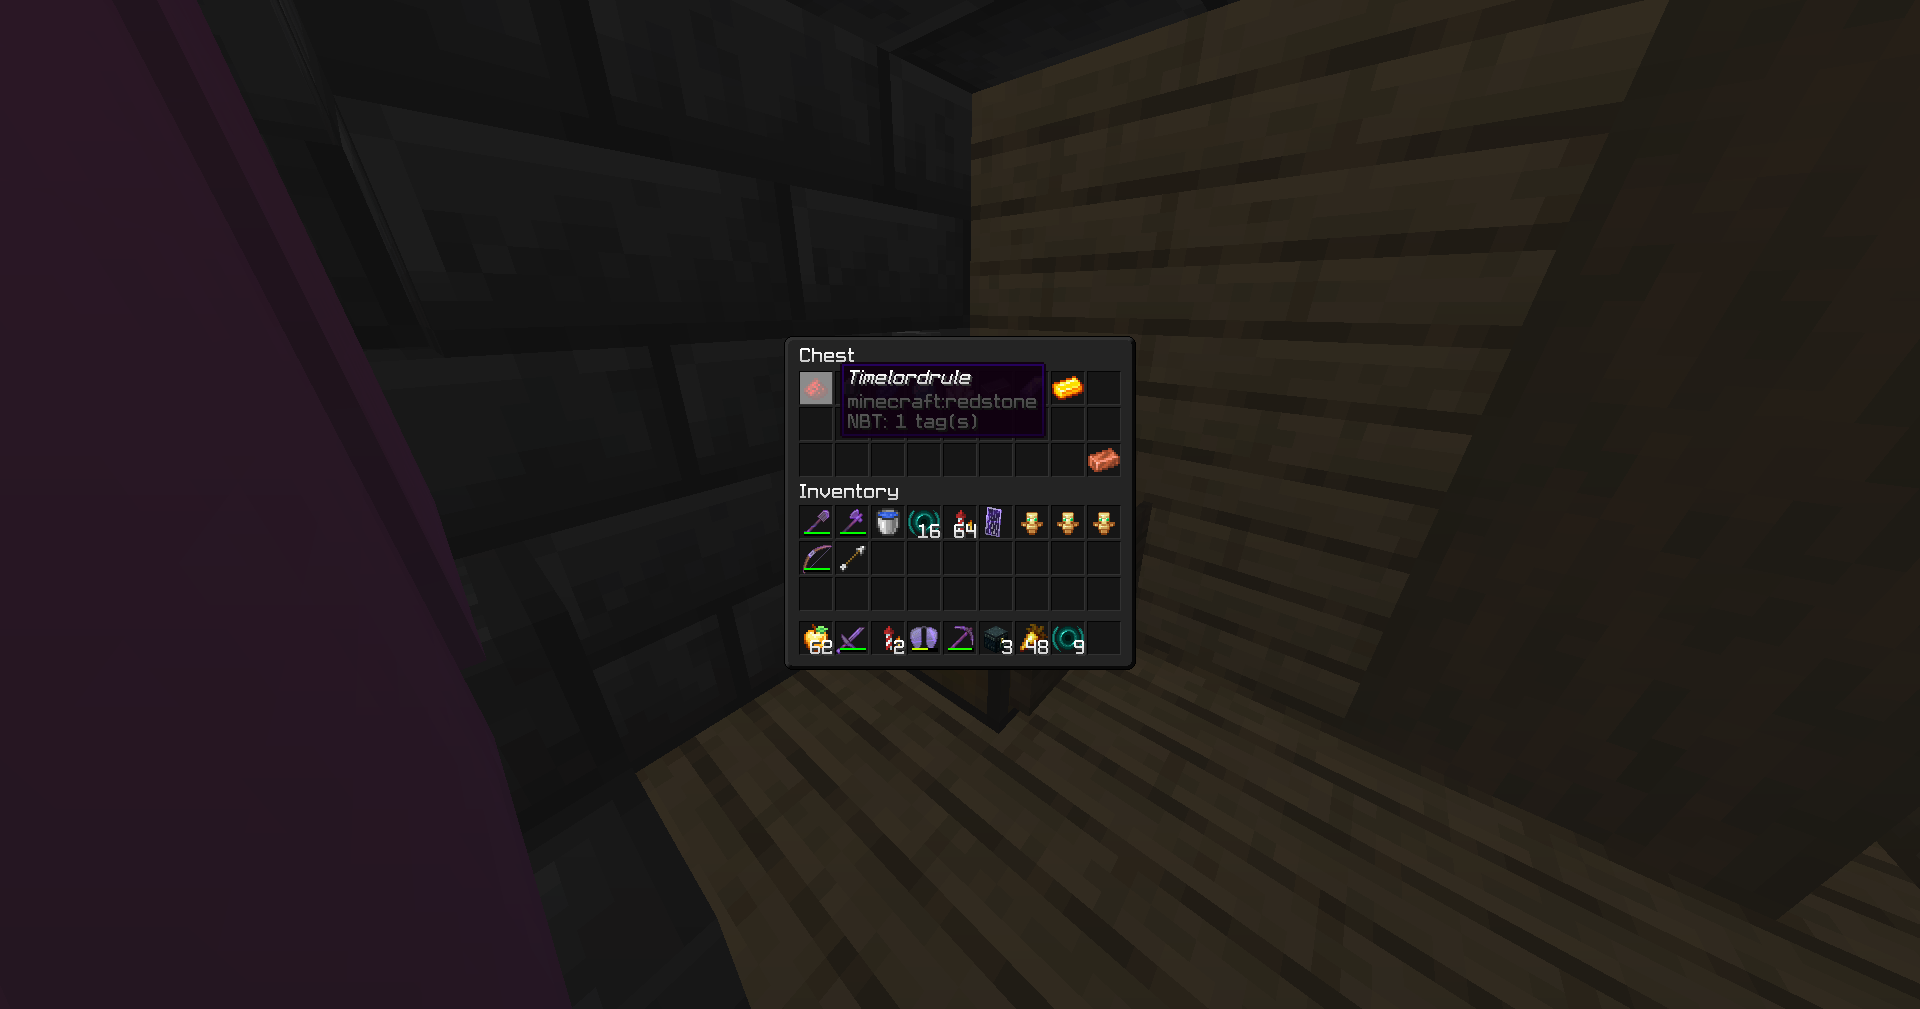 Chest
Timelordrule
minecraft:redstone
NBT: 1 tag(s)
Inventory
16 64
62 2 3 48 9